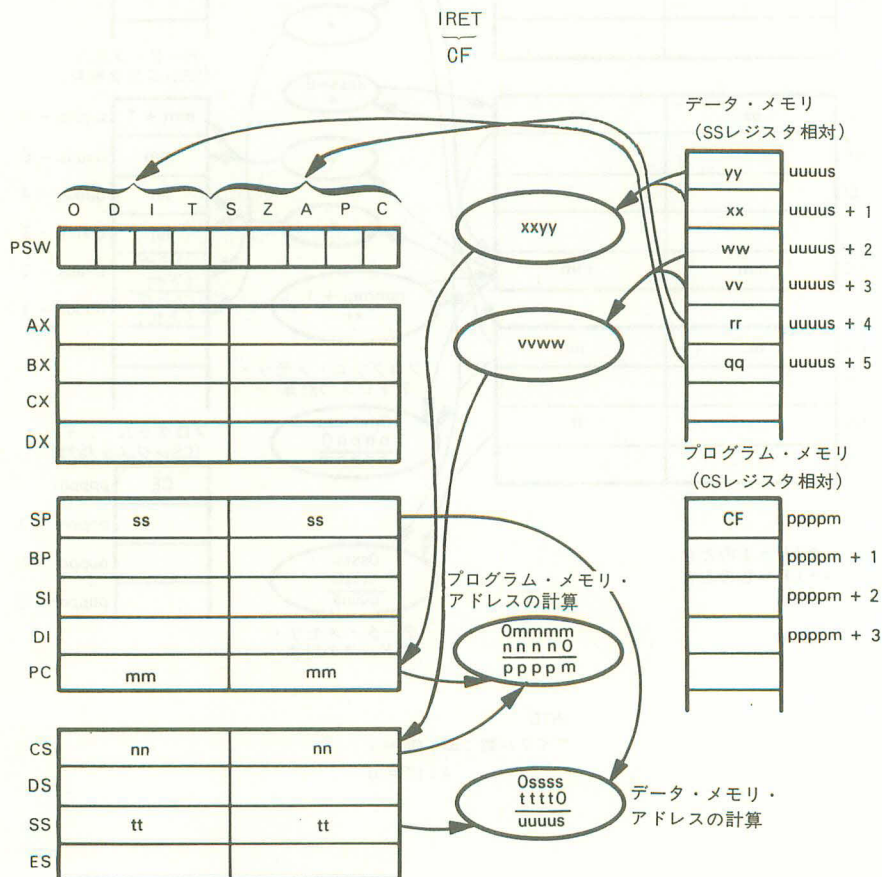 IRET
CF
データ・メモリ
(SSレジスタ相対)
yy uuuus
xx uuuus + 1
ww uuuus + 2
vv uuuus + 3
rr uuuus + 4
qq uuuus + 5
O D I T S Z A P C
PSW
xxyy
vvww
AX
BX
CX
DX
プログラム・メモリ
(CSレジスタ相対)
CF ppppm
ppppm + 1
ppppm + 2
ppppm + 3
SP ss ss
BP
SI
DI
PC mm mm
プログラム・メモリ・
アドレスの計算
0mmmm
nnnn0
ppppm
CS nn nn
DS
SS tt tt
ES
0ssss
tttt0
uuuus
データ・メモリ・
アドレスの計算